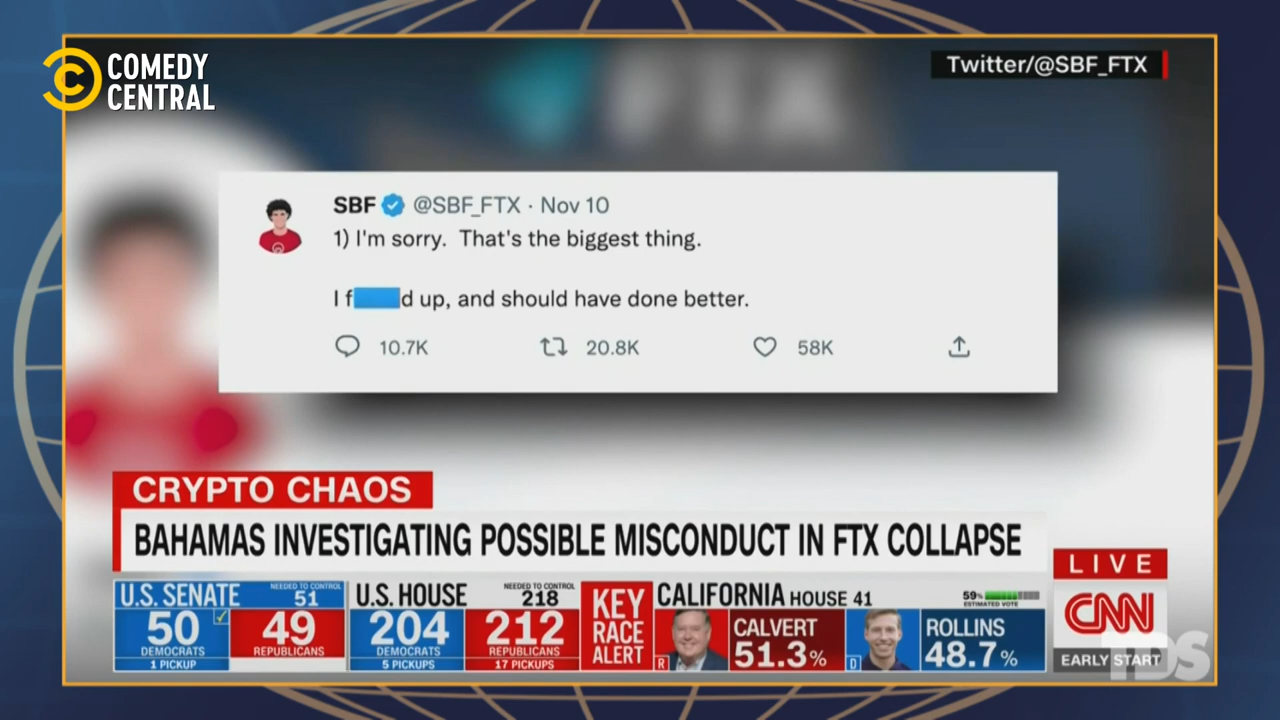 COMEDY
CENTRAL
Twitter/@SBF_FTX
FTX
SBF @SBF_FTX · Nov 10
1) I'm sorry. That's the biggest thing.
I f d up, and should have done better.
10.7K 20.8K 58K
CRYPTO CHAOS
BAHAMAS INVESTIGATING POSSIBLE MISCONDUCT IN FTX COLLAPSE
U.S. SENATE NEEDED TO CONTROL 51
50 DEMOCRATS 1 PICKUP
49 REPUBLICANS
U.S. HOUSE NEEDED TO CONTROL 218
204 DEMOCRATS 5 PICKUPS
212 REPUBLICANS 17 PICKUPS
KEY
RACE
ALERT
CALIFORNIA HOUSE 41
59% ESTIMATED VOTE
R CALVERT 51.3%
D ROLLINS 48.7%
LIVE
CNN
EARLY START
TDS